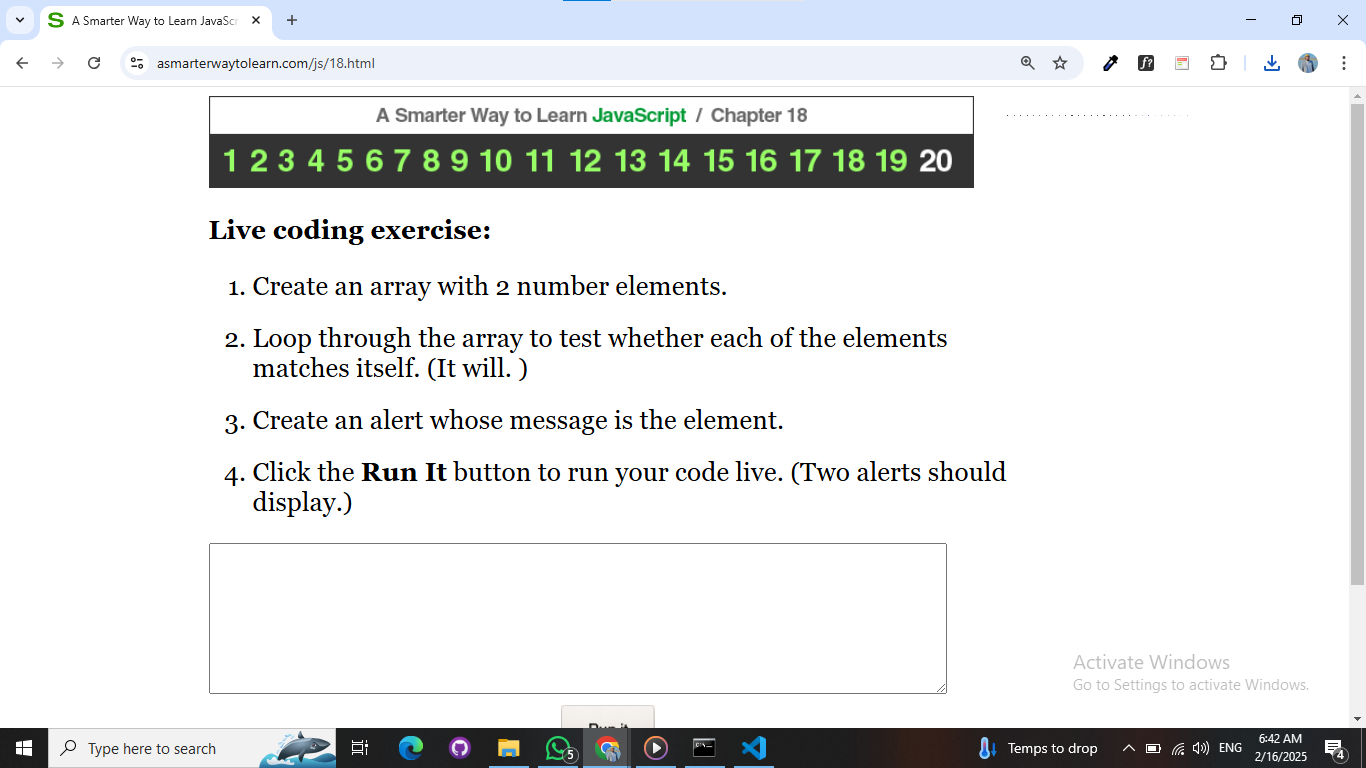 A Smarter Way to Learn JavaScr
asmarterwaytolearn.com/js/18.html
f?
A Smarter Way to Learn JavaScript / Chapter 18
1 2 3 4 5 6 7 8 9 10 11 12 13 14 15 16 17 18 19 20
Live coding exercise:
1. Create an array with 2 number elements.
2. Loop through the array to test whether each of the elements
matches itself. (It will. )
3. Create an alert whose message is the element.
4. Click the Run It button to run your code live. (Two alerts should
display.)
Run it
Activate Windows
Go to Settings to activate Windows.
Type here to search
5
Temps to drop
ENG
6:42 AM
2/16/2025
4